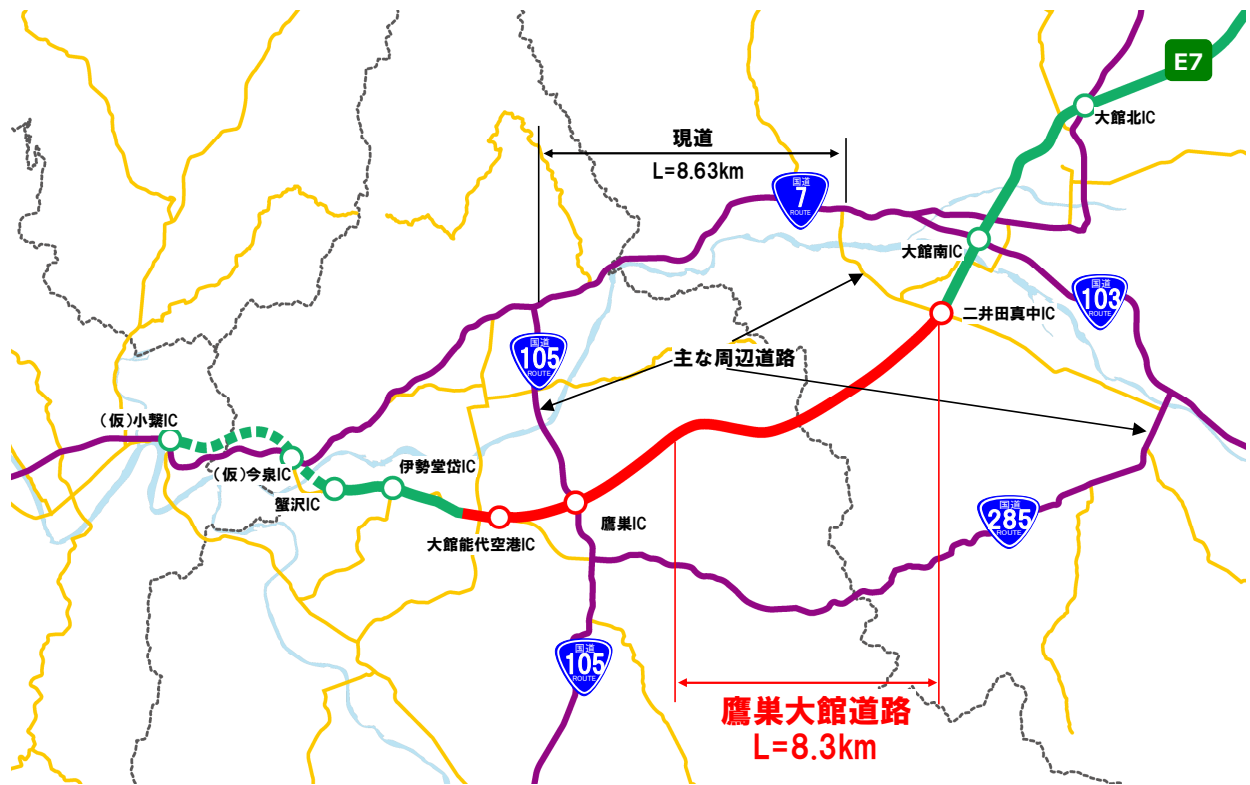 E7
大館北IC
現道
L=8.63km
国道
7
ROUTE
大館南IC
国道
103
ROUTE
二井田真中IC
国道
105
ROUTE
主な周辺道路
(仮)小繋IC
(仮)今泉IC
伊勢堂岱IC
蟹沢IC
鷹巣IC
大館能代空港IC
国道
285
ROUTE
国道
105
ROUTE
鷹巣大館道路
L=8.3km